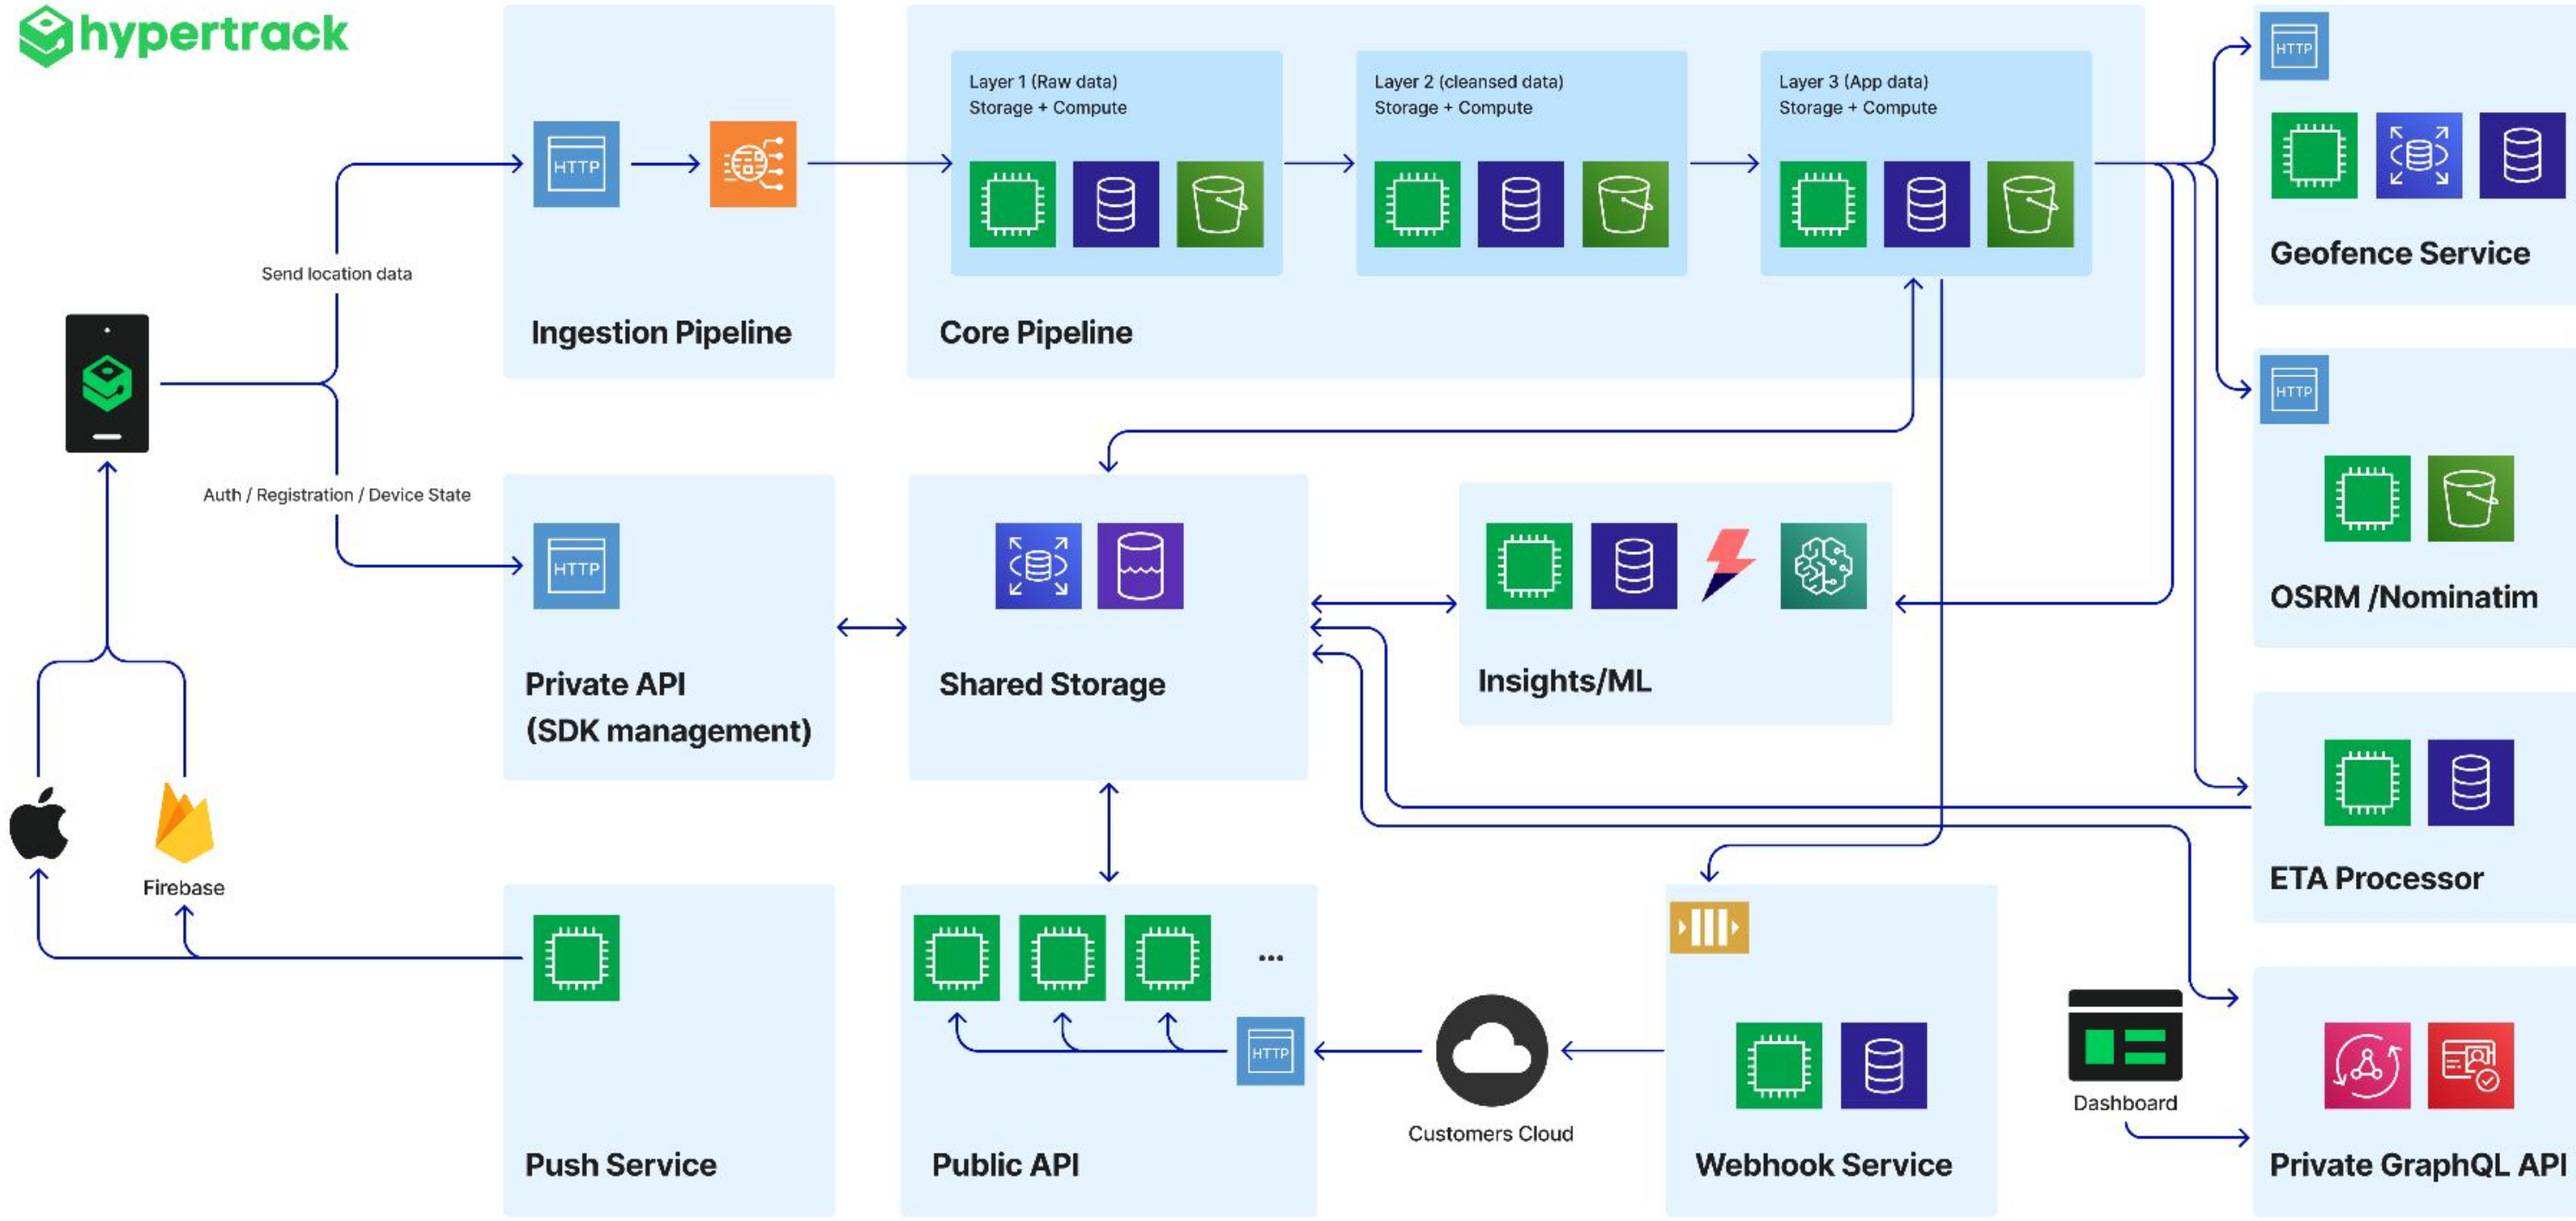 hypertrack
Layer 1 (Raw data)
Storage + Compute
Layer 2 (cleansed data)
Storage + Compute
Layer 3 (App data)
Storage + Compute
HTTP
HTTP
Geofence Service
Send location data
Ingestion Pipeline
Core Pipeline
HTTP
OSRM /Nominatim
Auth / Registration / Device State
HTTP
Private API
(SDK management)
Shared Storage
Insights/ML
ETA Processor
Firebase
Push Service
HTTP
Public API
Customers Cloud
Webhook Service
Dashboard
Private GraphQL API